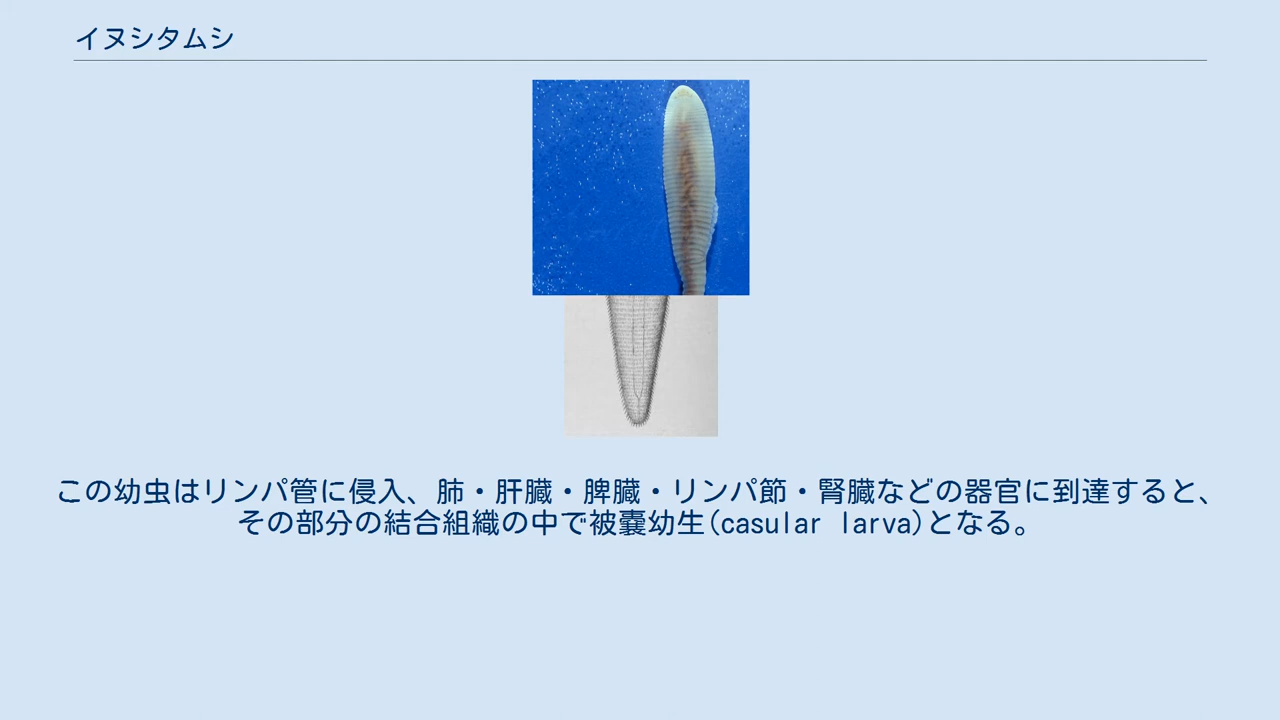 イヌシタムシ
この幼虫はリンパ管に侵入、肺・肝臓・脾臓・リンパ節・腎臓などの器官に到達すると、
その部分の結合組織の中で被嚢幼生(casular larva)となる。